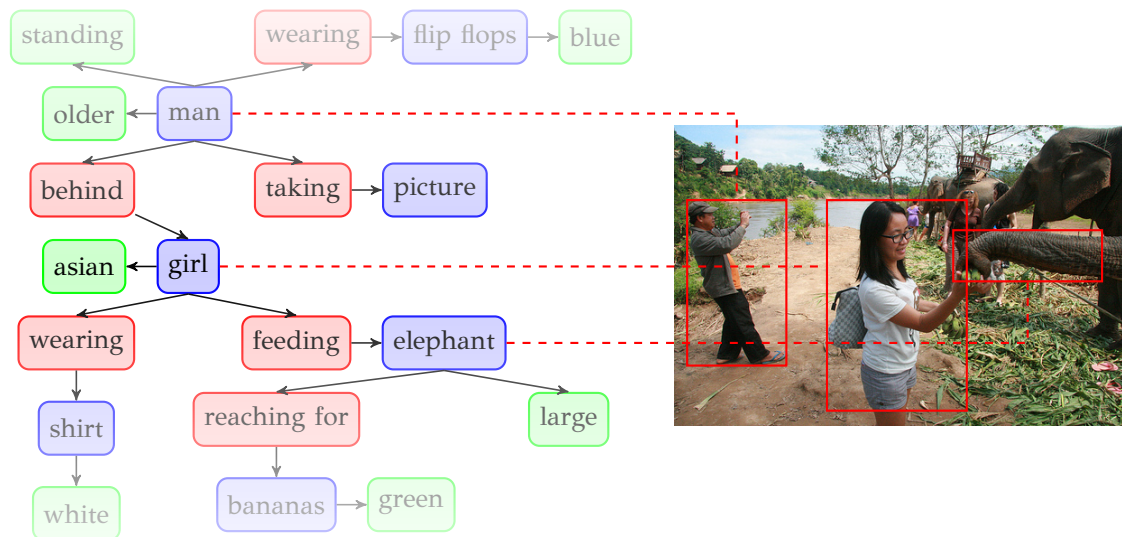 standing
wearing
flip flops
blue
older
man
behind
taking
picture
asian
girl
wearing
feeding
elephant
shirt
reaching for
large
white
bananas
green